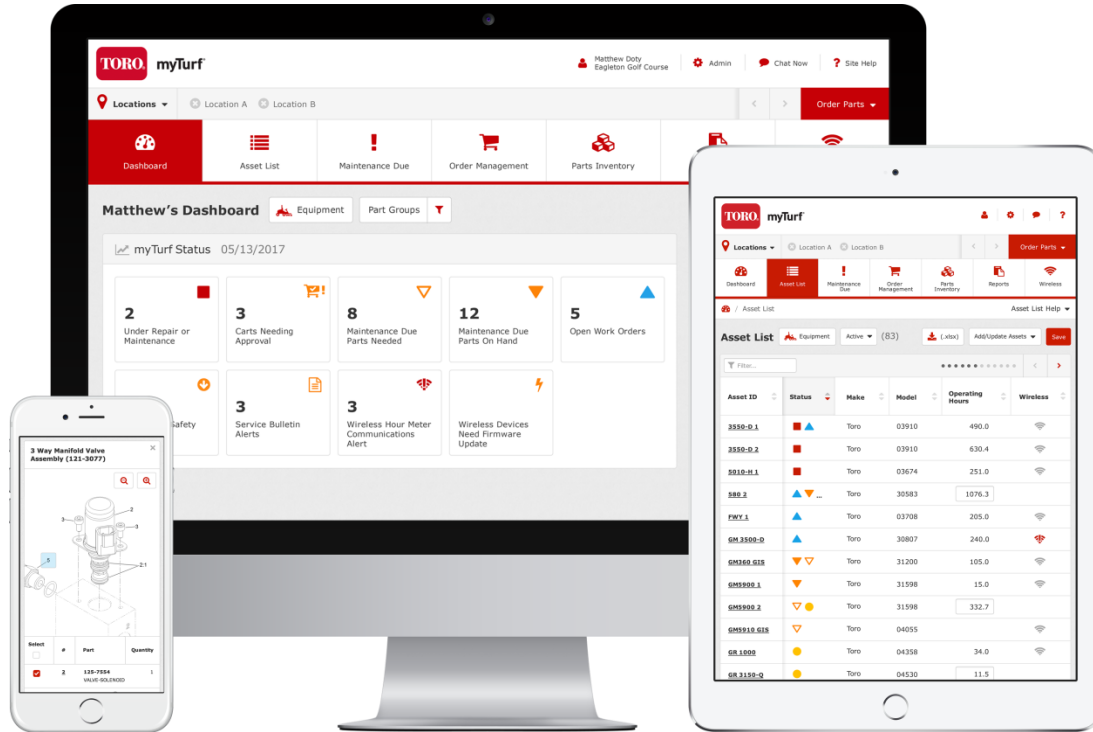 TORO. myTurf
Matthew Doty
Eagleton Golf Course
Admin
Chat Now
? Site Help
Locations
Location A
Location B
Order Parts
Dashboard
Asset List
Maintenance Due
Order Management
Parts Inventory
Matthew's Dashboard
Equipment
Part Groups
myTurf Status 05/13/2017
2
Under Repair or
Maintenance
3
Carts Needing
Approval
8
Maintenance Due
Parts Needed
12
Maintenance Due
Parts On Hand
5
Open Work Orders
Safety
3
Service Bulletin
Alerts
3
Wireless Hour Meter
Communications
Alert
Wireless Devices
Need Firmware
Update
3 Way Manifold Valve
Assembly (121-3077)
2
3
3
5
2:1
Select
#
Part
Quantity
2
125-7554
1
VALVE-SOLENOID
TORO. myTurf
?
Locations
Location A
Location B
Order Parts
Dashboard
Asset List
Maintenance
Due
Order
Management
Parts
Inventory
Reports
Wireless
/ Asset List
Asset List Help
Asset List
Equipment
Active
(83)
(.xlsx)
Add/Update Assets
Save
Filter...
Asset ID Status Make Model Operating Hours Wireless
3550-D 1 Toro 03910 490.0
3550-D 2 Toro 03910 630.4
5010-H 1 Toro 03674 251.0
580 2 ... Toro 30583 1076.3
FWY 1 Toro 03708 205.0
GM 3500-D Toro 30807 240.0
GM360 GIS Toro 31200 105.0
GM5900 1 Toro 31598 15.0
GM5900 2 Toro 31598 332.7
GM5910 GIS Toro 04055
GR 1000 Toro 04358 34.0
GR 3150-Q Toro 04530 11.5